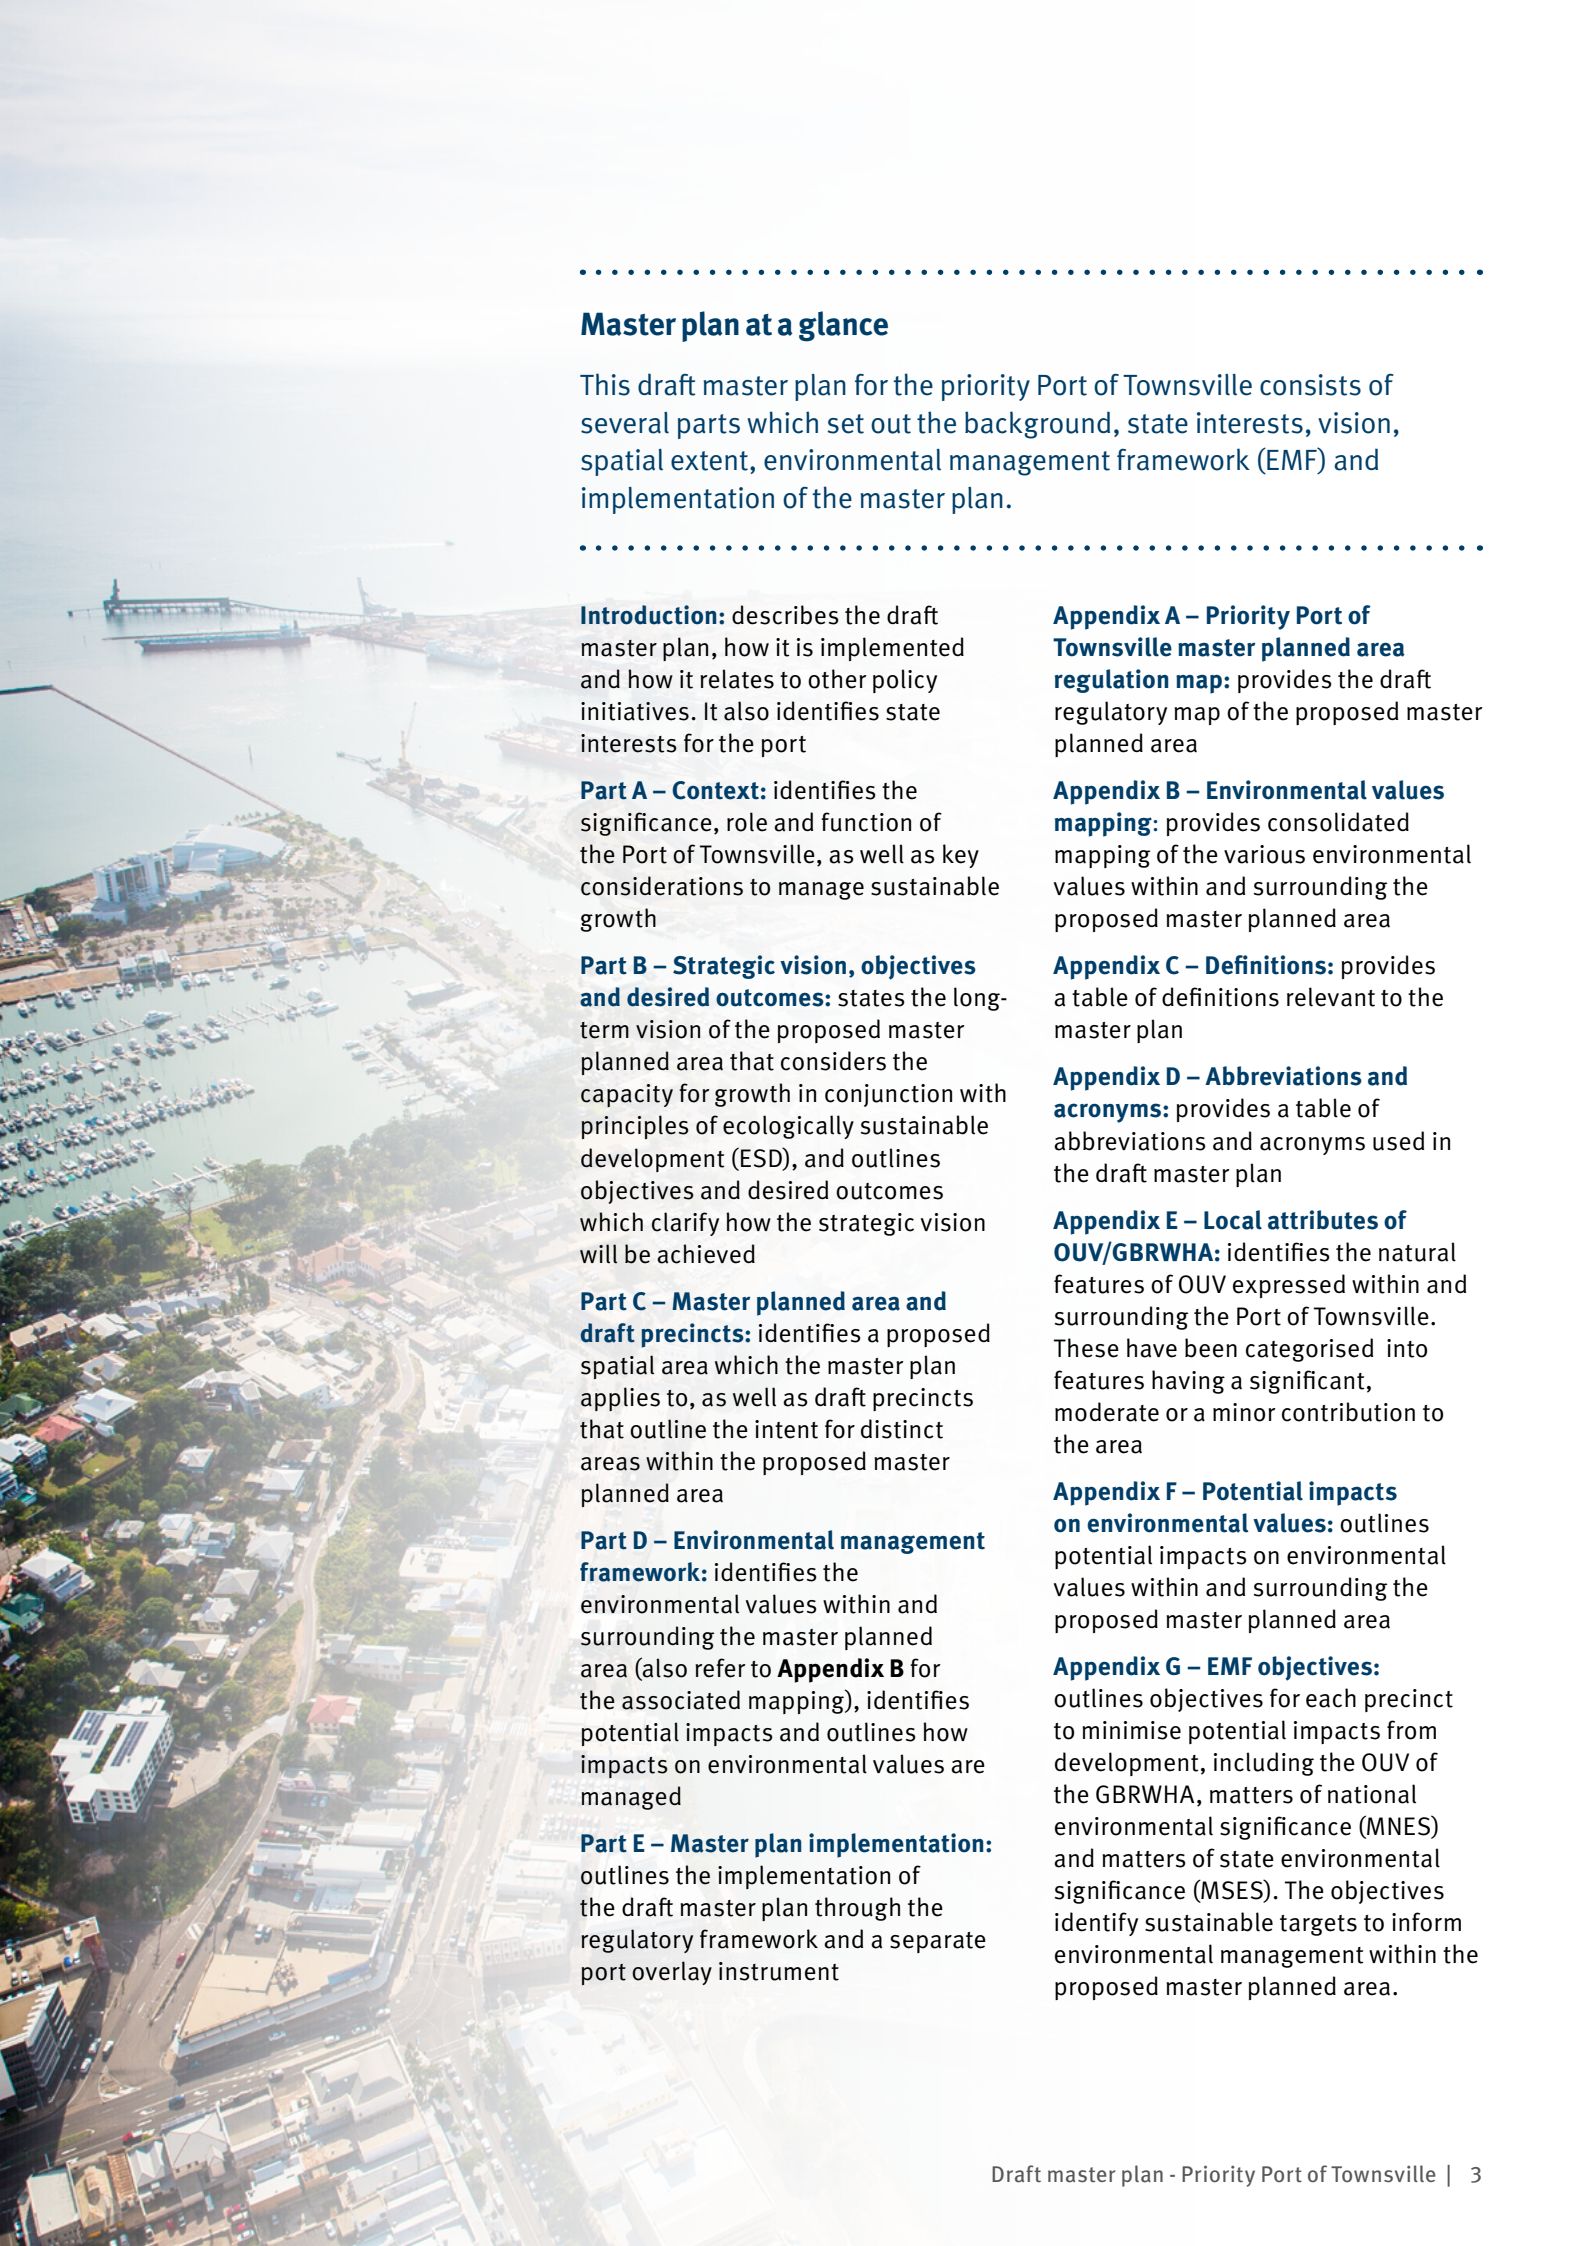 Master plan at a glance
This draft master plan for the priority Port of Townsville consists of
several parts which set out the background, state interests, vision,
spatial extent, environmental management framework (EMF) and
implementation of the master plan.
Introduction: describes the draft
master plan, how it is implemented
and how it relates to other policy
initiatives. It also identifies state
interests for the port
Part A – Context: identifies the
significance, role and function of
the Port of Townsville, as well as key
considerations to manage sustainable
growth
Part B – Strategic vision, objectives
and desired outcomes: states the long-
term vision of the proposed master
planned area that considers the
capacity for growth in conjunction with
principles of ecologically sustainable
development (ESD), and outlines
objectives and desired outcomes
which clarify how the strategic vision
will be achieved
Part C – Master planned area and
draft precincts: identifies a proposed
spatial area which the master plan
applies to, as well as draft precincts
that outline the intent for distinct
areas within the proposed master
planned area
Part D – Environmental management
framework: identifies the
environmental values within and
surrounding the master planned
area (also refer to Appendix B for
the associated mapping), identifies
potential impacts and outlines how
impacts on environmental values are
managed
Part E – Master plan implementation:
outlines the implementation of
the draft master plan through the
regulatory framework and a separate
port overlay instrument
Appendix A – Priority Port of
Townsville master planned area
regulation map: provides the draft
regulatory map of the proposed master
planned area
Appendix B – Environmental values
mapping: provides consolidated
mapping of the various environmental
values within and surrounding the
proposed master planned area
Appendix C – Definitions: provides
a table of definitions relevant to the
master plan
Appendix D – Abbreviations and
acronyms: provides a table of
abbreviations and acronyms used in
the draft master plan
Appendix E – Local attributes of
OUV/GBRWHA: identifies the natural
features of OUV expressed within and
surrounding the Port of Townsville.
These have been categorised into
features having a significant,
moderate or a minor contribution to
the area
Appendix F – Potential impacts
on environmental values: outlines
potential impacts on environmental
values within and surrounding the
proposed master planned area
Appendix G – EMF objectives:
outlines objectives for each precinct
to minimise potential impacts from
development, including the OUV of
the GBRWHA, matters of national
environmental significance (MNES)
and matters of state environmental
significance (MSES). The objectives
identify sustainable targets to inform
environmental management within the
proposed master planned area.
Draft master plan - Priority Port of Townsville | 3